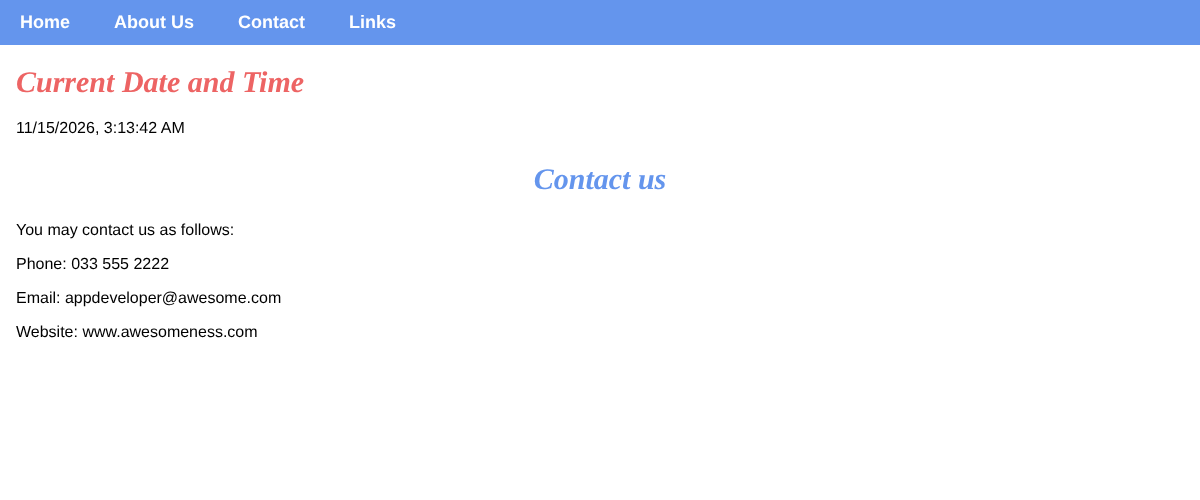 Home About Us Contact Links
Current Date and Time
11/15/2026, 3:13:42 AM
Contact us
You may contact us as follows:
Phone: 033 555 2222
Email: appdeveloper@awesome.com
Website: www.awesomeness.com